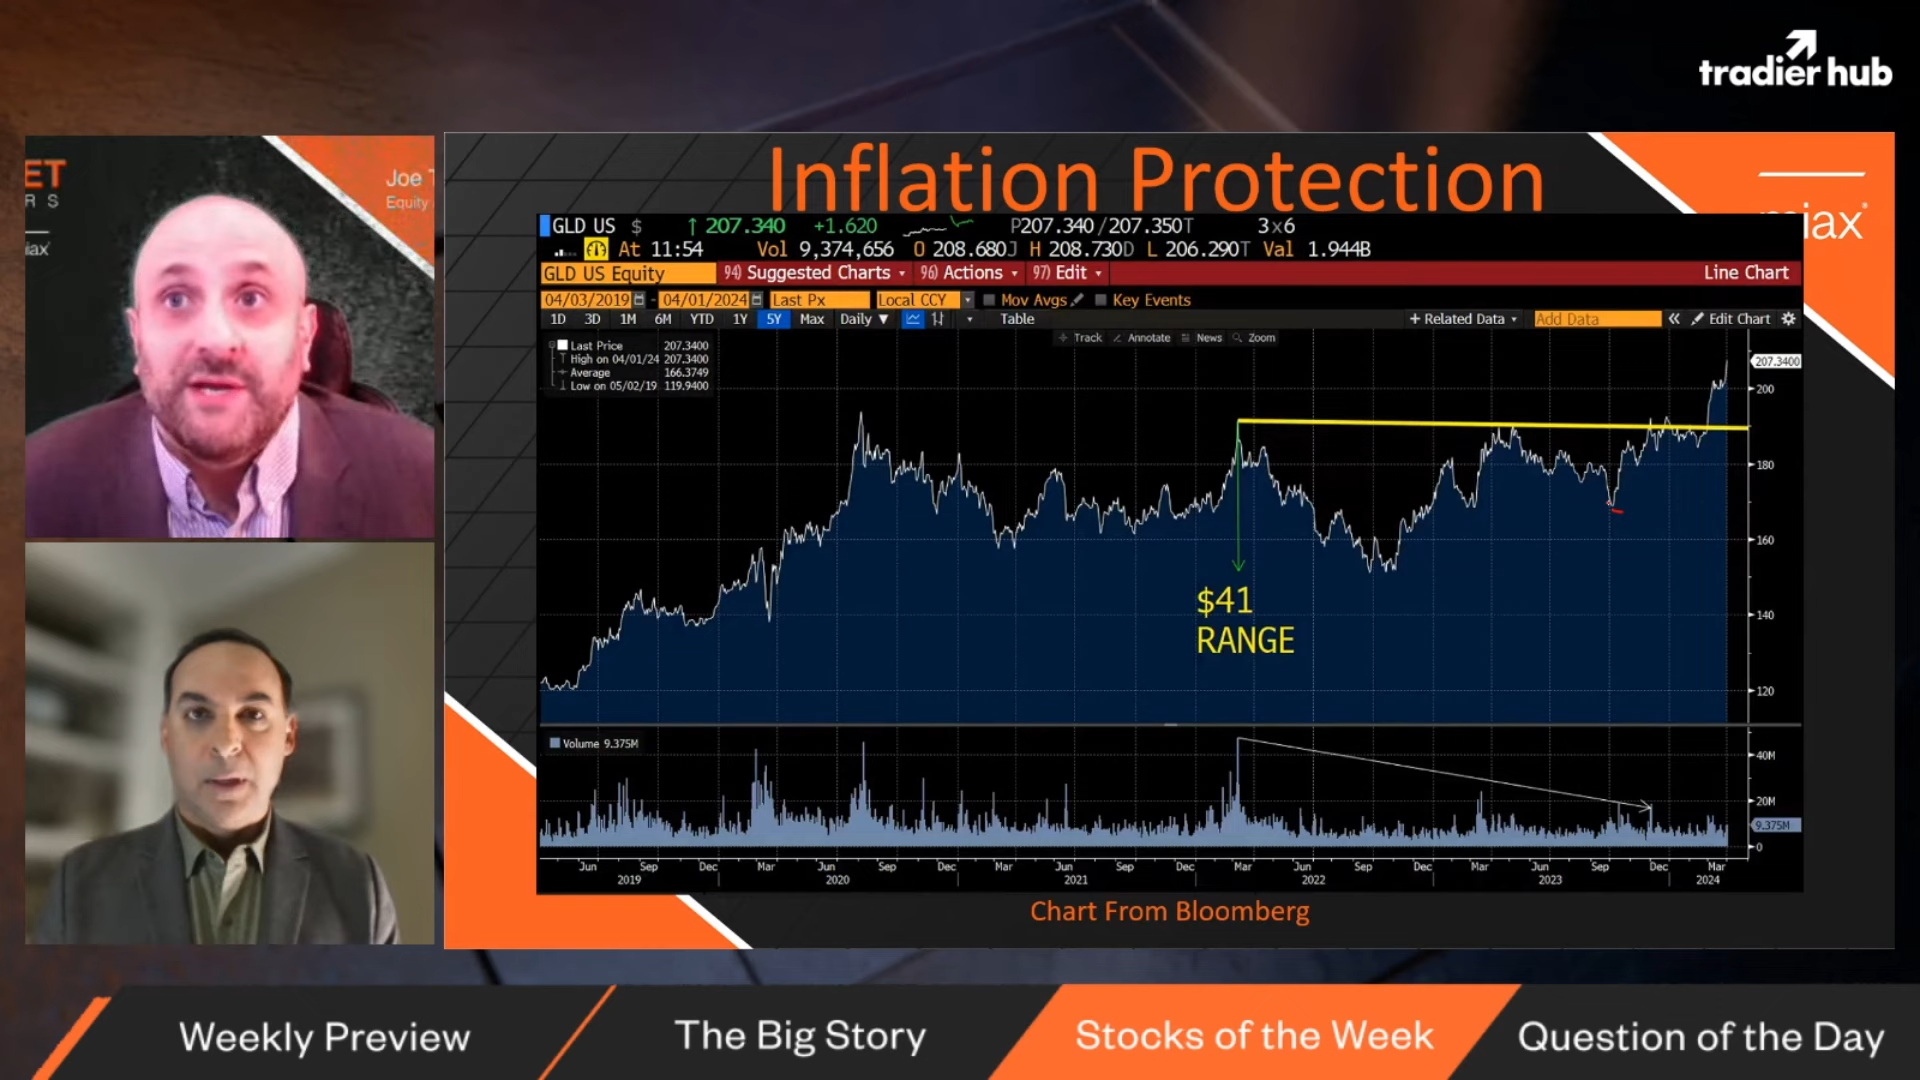 tradier hub
ET
R S
iax
Joe T
Equity
Inflation Protection
miax
GLD US $ ↑ 207.340 +1.620 P207.340/207.350T 3x6
At 11:54 Vol 9,374,656 O 208.680J H 208.730D L 206.290T Val 1.944B
GLD US Equity 94) Suggested Charts 96) Actions 97) Edit Line Chart
04/03/2019 - 04/01/2024 Last Px Local CCY Mov Avgs Key Events
1D 3D 1M 6M YTD 1Y 5Y Max Daily ▼ Table + Related Data Add Data « Edit Chart
Track Annotate News Zoom
Last Price 207.3400
High on 04/01/24 207.3400
Average 166.3749
Low on 05/02/19 119.9400
207.3400
200
180
160
140
120
$41
RANGE
Volume 9.375M
40M
20M
9.375M
0
Jun Sep Dec Mar Jun Sep Dec Mar Jun Sep Dec Mar Jun Sep Dec Mar Jun Sep Dec Mar
2019 2020 2021 2022 2023 2024
Chart From Bloomberg
Weekly Preview
The Big Story
Stocks of the Week
Question of the Day